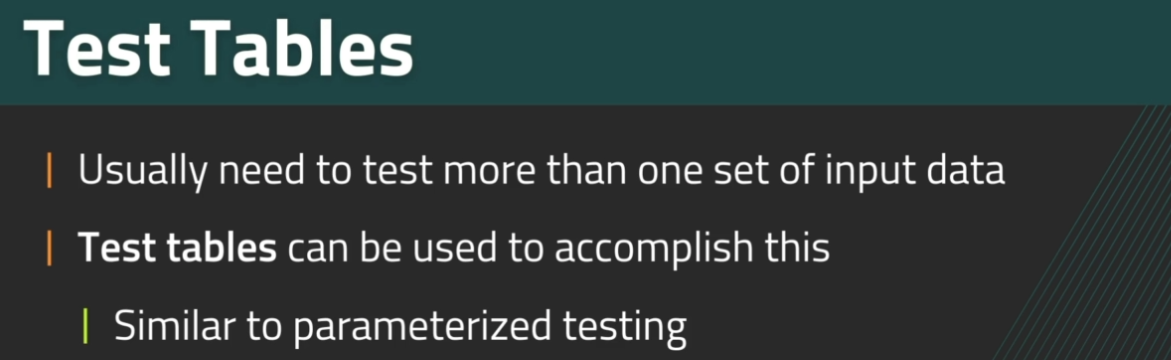 Test Tables
Usually need to test more than one set of input data
Test tables can be used to accomplish this
Similar to parameterized testing